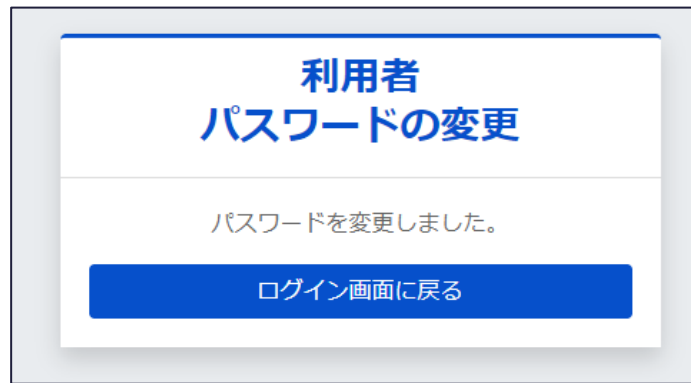 利用者
パスワードの変更
パスワードを変更しました。
ログイン画面に戻る